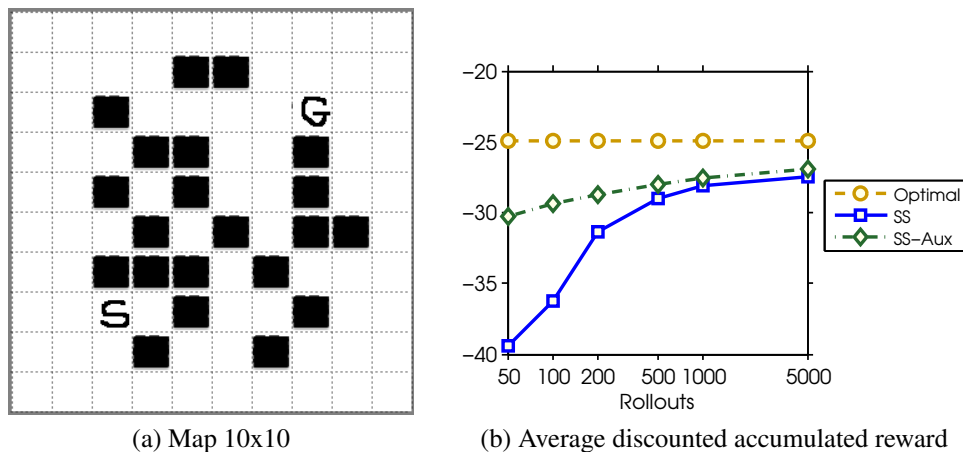 G
S
(a) Map 10x10
−20
−25
−30
−35
−40
50 100 200 500 1000 5000
Rollouts
Optimal
SS
SS−Aux
(b) Average discounted accumulated reward